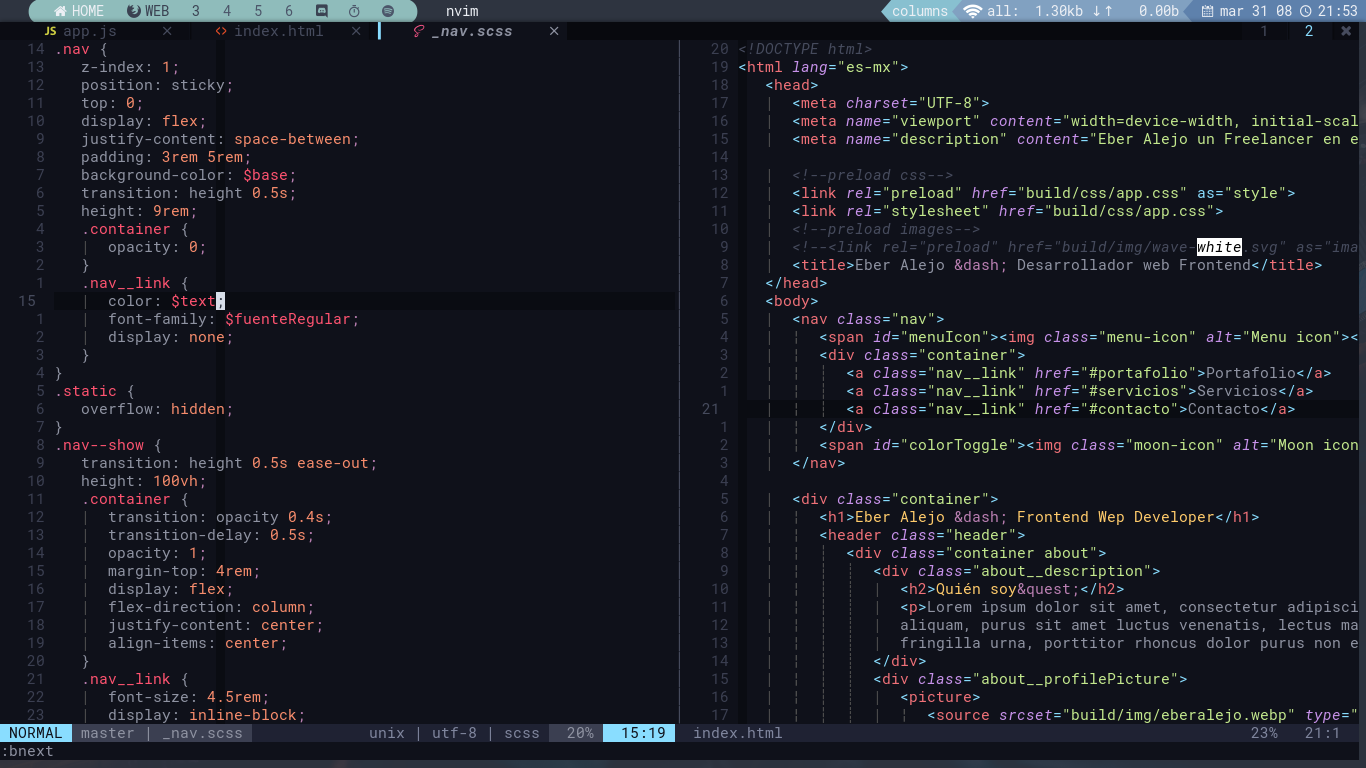 HOME WEB 3 4 5 6 nvim columns all: 1.30kb ↓↑ 0.00b mar 31 08 21:53
JS app.js × <> index.html × _nav.scss × 1 2 ✖
14 .nav {
13 z-index: 1;
12 position: sticky;
11 top: 0;
10 display: flex;
9 justify-content: space-between;
8 padding: 3rem 5rem;
7 background-color: $base;
6 transition: height 0.5s;
5 height: 9rem;
4 .container {
3 opacity: 0;
2 }
1 .nav__link {
15 color: $text;
1 font-family: $fuenteRegular;
2 display: none;
3 }
4 }
5 .static {
6 overflow: hidden;
7 }
8 .nav--show {
9 transition: height 0.5s ease-out;
10 height: 100vh;
11 .container {
12 transition: opacity 0.4s;
13 transition-delay: 0.5s;
14 opacity: 1;
15 margin-top: 4rem;
16 display: flex;
17 flex-direction: column;
18 justify-content: center;
19 align-items: center;
20 }
21 .nav__link {
22 font-size: 4.5rem;
23 display: inline-block;
20 <!DOCTYPE html>
19 <html lang="es-mx">
18 <head>
17 <meta charset="UTF-8">
16 <meta name="viewport" content="width=device-width, initial-scal
15 <meta name="description" content="Eber Alejo un Freelancer en e
14
13 <!--preload css-->
12 <link rel="preload" href="build/css/app.css" as="style">
11 <link rel="stylesheet" href="build/css/app.css">
10 <!--preload images-->
9 <!--<link rel="preload" href="build/img/wave-white.svg" as="ima
8 <title>Eber Alejo &dash; Desarrollador web Frontend</title>
7 </head>
6 <body>
5 <nav class="nav">
4 <span id="menuIcon"><img class="menu-icon" alt="Menu icon"><
3 <div class="container">
2 <a class="nav__link" href="#portafolio">Portafolio</a>
1 <a class="nav__link" href="#servicios">Servicios</a>
21 <a class="nav__link" href="#contacto">Contacto</a>
1 </div>
2 <span id="colorToggle"><img class="moon-icon" alt="Moon icon
3 </nav>
4
5 <div class="container">
6 <h1>Eber Alejo &dash; Frontend Wep Developer</h1>
7 <header class="header">
8 <div class="container about">
9 <div class="about__description">
10 <h2>Quién soy&quest;</h2>
11 <p>Lorem ipsum dolor sit amet, consectetur adipisci
12 aliquam, purus sit amet luctus venenatis, lectus ma
13 fringilla urna, porttitor rhoncus dolor purus non e
14 </div>
15 <div class="about__profilePicture">
16 <picture>
17 <source srcset="build/img/eberalejo.webp" type="
NORMAL master | _nav.scss unix | utf-8 | scss 20% 15:19 index.html 23% 21:1
:bnext